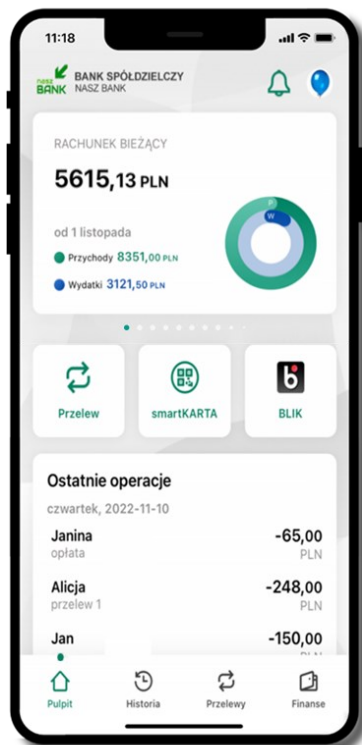 11:18
nasz BANK BANK SPÓŁDZIELCZY
NASZ BANK
RACHUNEK BIEŻĄCY
5615,13 PLN
od 1 listopada
P
W
Przychody 8351,00 PLN
Wydatki 3121,50 PLN
Przelew smartKARTA BLIK
Ostatnie operacje
czwartek, 2022-11-10
Janina -65,00
opłata PLN
Alicja -248,00
przelew 1 PLN
Jan -150,00
Pulpit Historia Przelewy Finanse